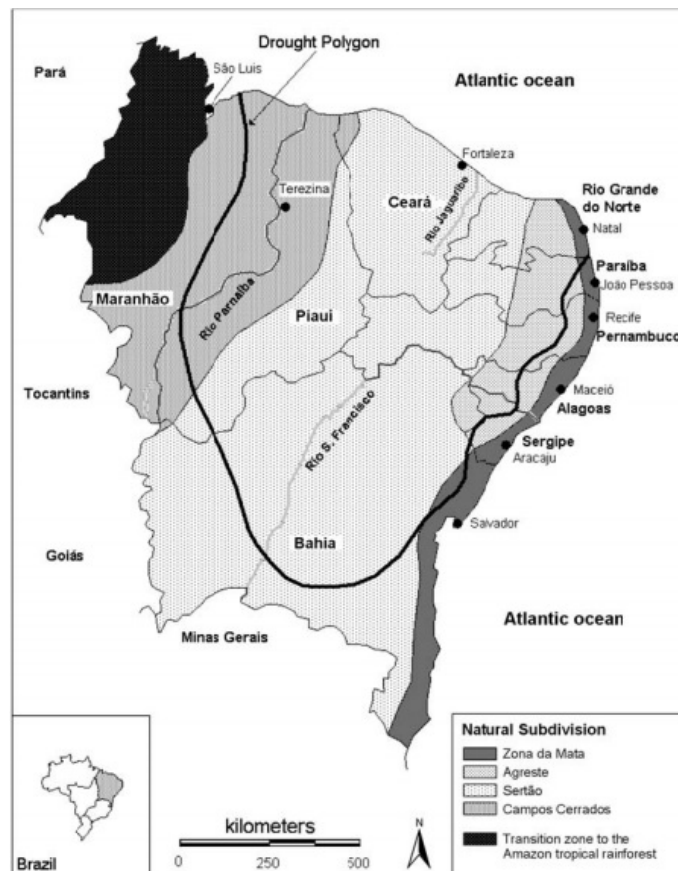 Drought Polygon
Pará
São Luis
Atlantic ocean
Fortaleza
Ceará
Rio Jaguaribe
Rio Grande
do Norte
Terezina
Natal
Paraíba
João Pessoa
Maranhão
Rio Parnaíba
Piaui
Recife
Pernambuco
Tocantins
Maceió
Alagoas
Rio S. Francisco
Sergipe
Aracaju
Salvador
Bahia
Goiás
Atlantic ocean
Minas Gerais
Natural Subdivision
Zona da Mata
Agreste
Sertão
Campos Cerrados
Transition zone to the
Amazon tropical rainforest
kilometers
0 250 500
N
Brazil